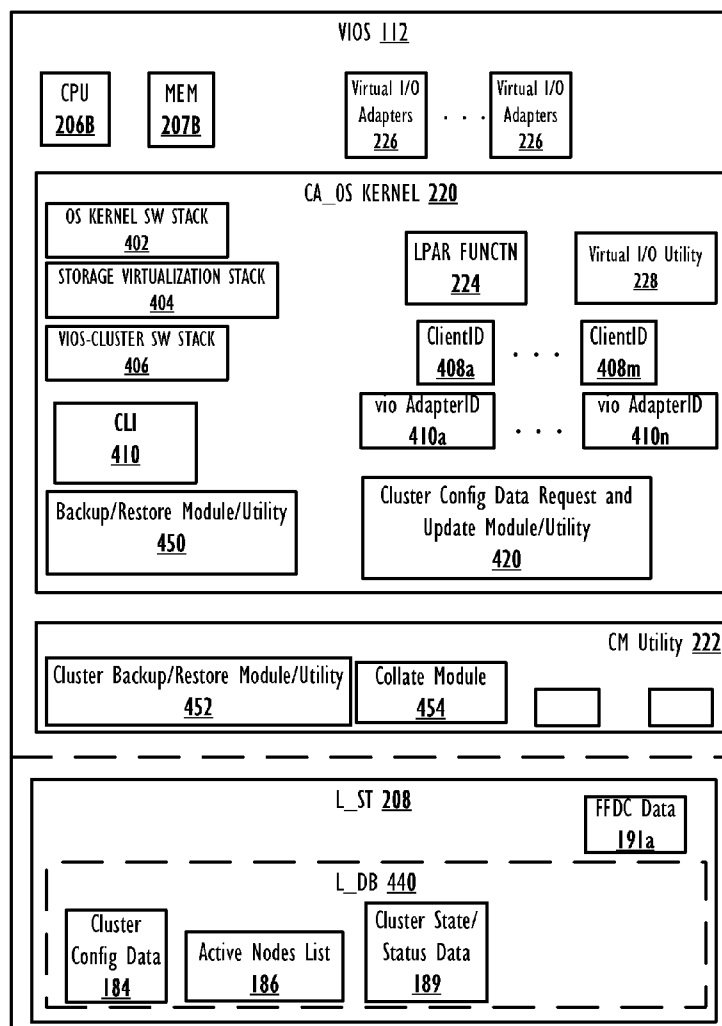 VIOS 112
CPU
206B
MEM
207B
Virtual I/O
Adapters
226
. . .
Virtual I/O
Adapters
226
CA_OS KERNEL 220
OS KERNEL SW STACK
402
STORAGE VIRTUALIZATION STACK
404
VIOS-CLUSTER SW STACK
406
LPAR FUNCTN
224
Virtual I/O Utility
228
ClientID
408a
. . .
ClientID
408m
vio AdapterID
410a
. . .
vio AdapterID
410n
CLI
410
Backup/Restore Module/Utility
450
Cluster Config Data Request and
Update Module/Utility
420
CM Utility 222
Cluster Backup/Restore Module/Utility
452
Collate Module
454
L_ST 208
FFDC Data
191a
L_DB 440
Cluster
Config Data
184
Active Nodes List
186
Cluster State/
Status Data
189